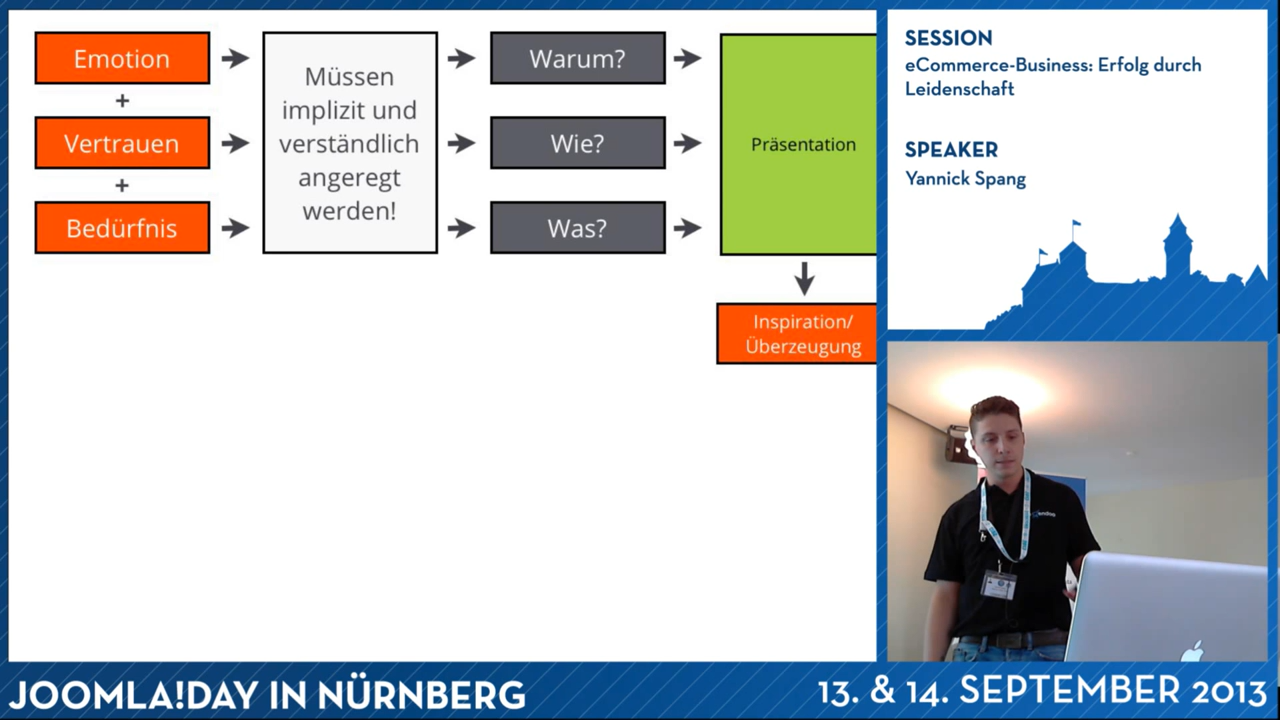 Emotion
+
Vertrauen
+
Bedürfnis
Müssen
implizit und
verständlich
angeregt
werden!
Warum?
Wie?
Was?
Präsentation
Inspiration/
Überzeugung
SESSION
eCommerce-Business: Erfolg durch
Leidenschaft
SPEAKER
Yannick Spang
JOOMLA!DAY IN NÜRNBERG
13. & 14. SEPTEMBER 2013